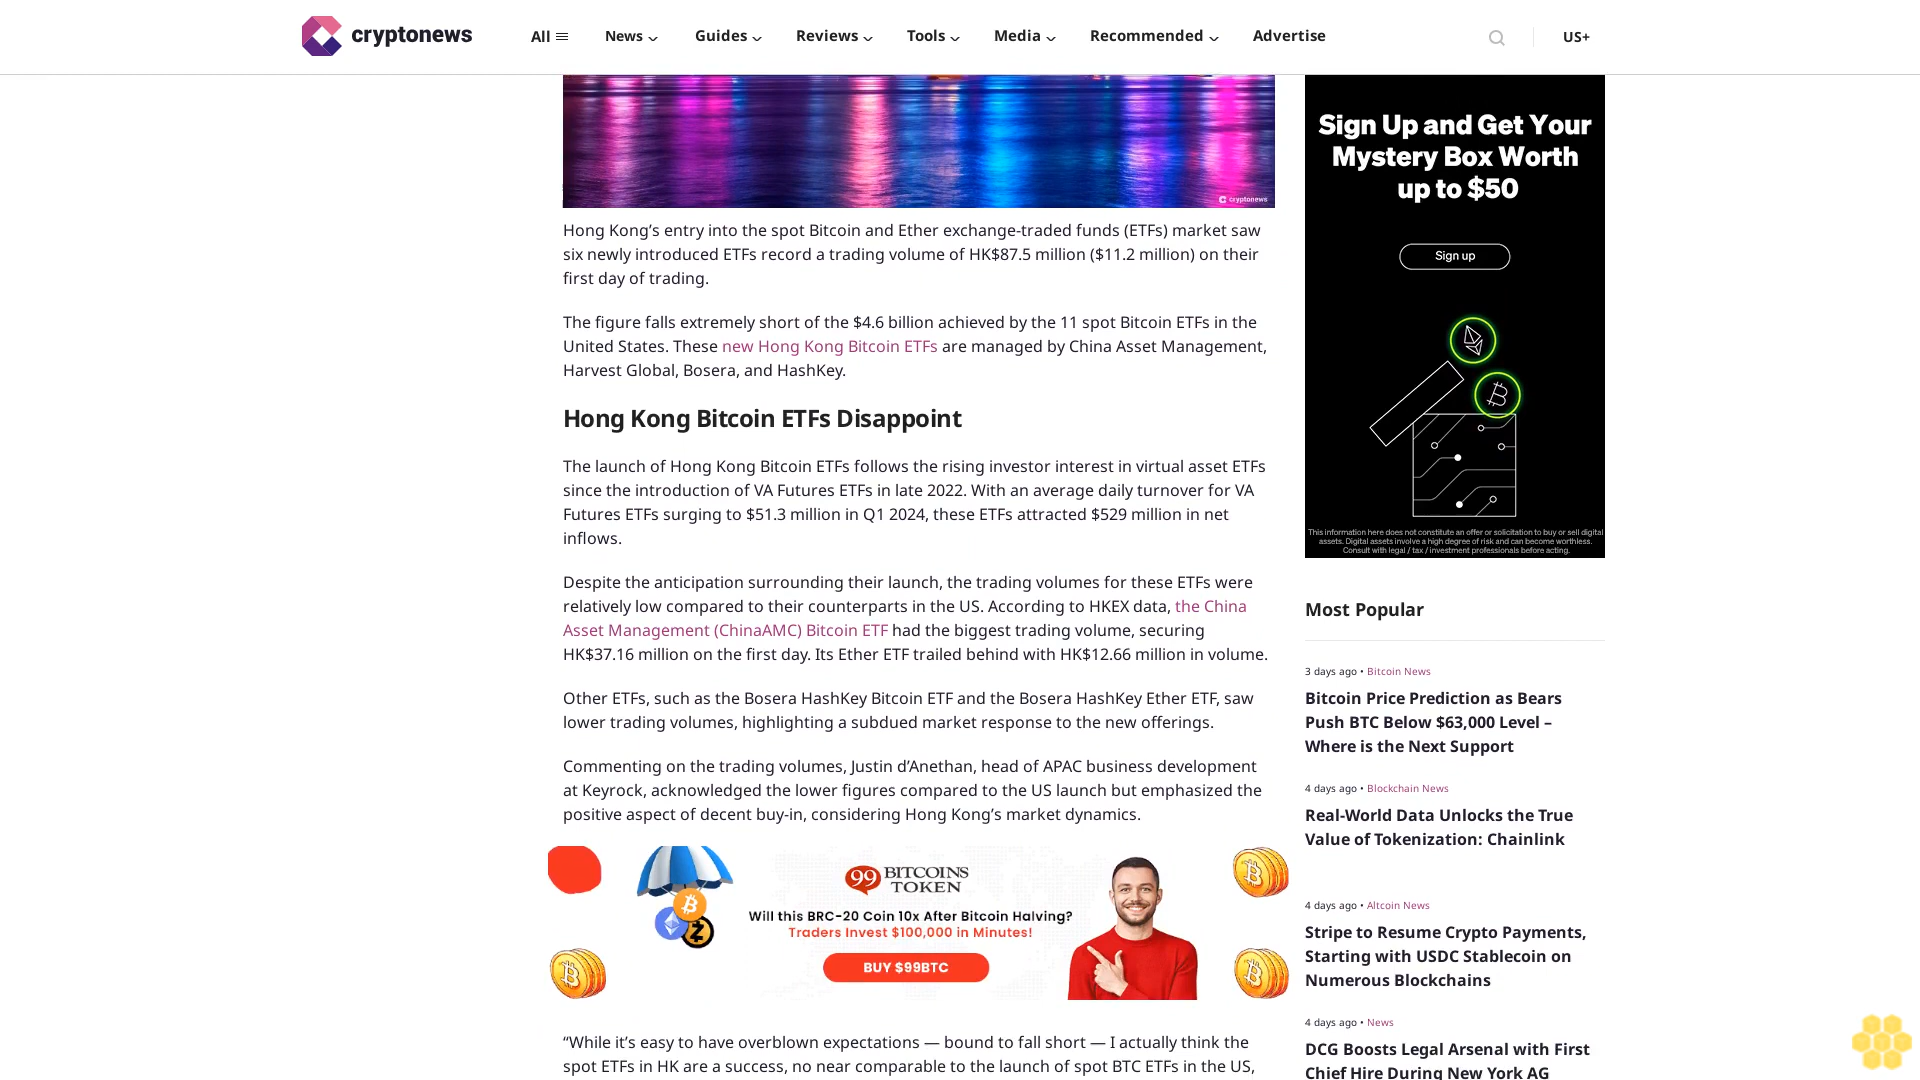 cryptonews
All
News
Guides
Reviews
Tools
Media
Recommended
Advertise
US+
cryptonews
Hong Kong’s entry into the spot Bitcoin and Ether exchange-traded funds (ETFs) market saw
six newly introduced ETFs record a trading volume of HK$87.5 million ($11.2 million) on their
first day of trading.
The figure falls extremely short of the $4.6 billion achieved by the 11 spot Bitcoin ETFs in the
United States. These new Hong Kong Bitcoin ETFs are managed by China Asset Management,
Harvest Global, Bosera, and HashKey.
Hong Kong Bitcoin ETFs Disappoint
The launch of Hong Kong Bitcoin ETFs follows the rising investor interest in virtual asset ETFs
since the introduction of VA Futures ETFs in late 2022. With an average daily turnover for VA
Futures ETFs surging to $51.3 million in Q1 2024, these ETFs attracted $529 million in net
inflows.
Despite the anticipation surrounding their launch, the trading volumes for these ETFs were
relatively low compared to their counterparts in the US. According to HKEX data, the China
Asset Management (ChinaAMC) Bitcoin ETF had the biggest trading volume, securing
HK$37.16 million on the first day. Its Ether ETF trailed behind with HK$12.66 million in volume.
Other ETFs, such as the Bosera HashKey Bitcoin ETF and the Bosera HashKey Ether ETF, saw
lower trading volumes, highlighting a subdued market response to the new offerings.
Commenting on the trading volumes, Justin d’Anethan, head of APAC business development
at Keyrock, acknowledged the lower figures compared to the US launch but emphasized the
positive aspect of decent buy-in, considering Hong Kong’s market dynamics.
99 BITCOINS
TOKEN
Will this BRC-20 Coin 10x After Bitcoin Halving?
Traders Invest $100,000 in Minutes!
BUY $99BTC
“While it’s easy to have overblown expectations — bound to fall short — I actually think the
spot ETFs in HK are a success, no near comparable to the launch of spot BTC ETFs in the US,
Sign Up and Get Your
Mystery Box Worth
up to $50
Sign up
This information here does not constitute an offer or solicitation to buy or sell digital
assets. Digital assets involve a high degree of risk and can become worthless.
Consult with legal / tax / investment professionals before acting.
Most Popular
3 days ago • Bitcoin News
Bitcoin Price Prediction as Bears
Push BTC Below $63,000 Level –
Where is the Next Support
4 days ago • Blockchain News
Real-World Data Unlocks the True
Value of Tokenization: Chainlink
4 days ago • Altcoin News
Stripe to Resume Crypto Payments,
Starting with USDC Stablecoin on
Numerous Blockchains
4 days ago • News
DCG Boosts Legal Arsenal with First
Chief Hire During New York AG